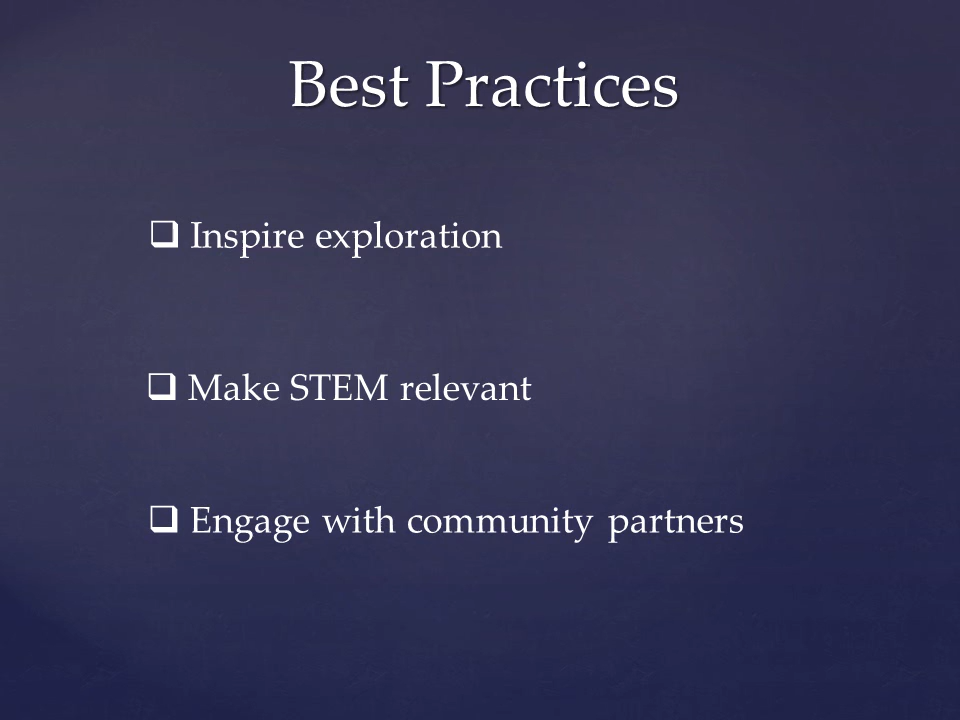 Best Practices
❑ Inspire exploration
❑ Make STEM relevant
❑ Engage with community partners